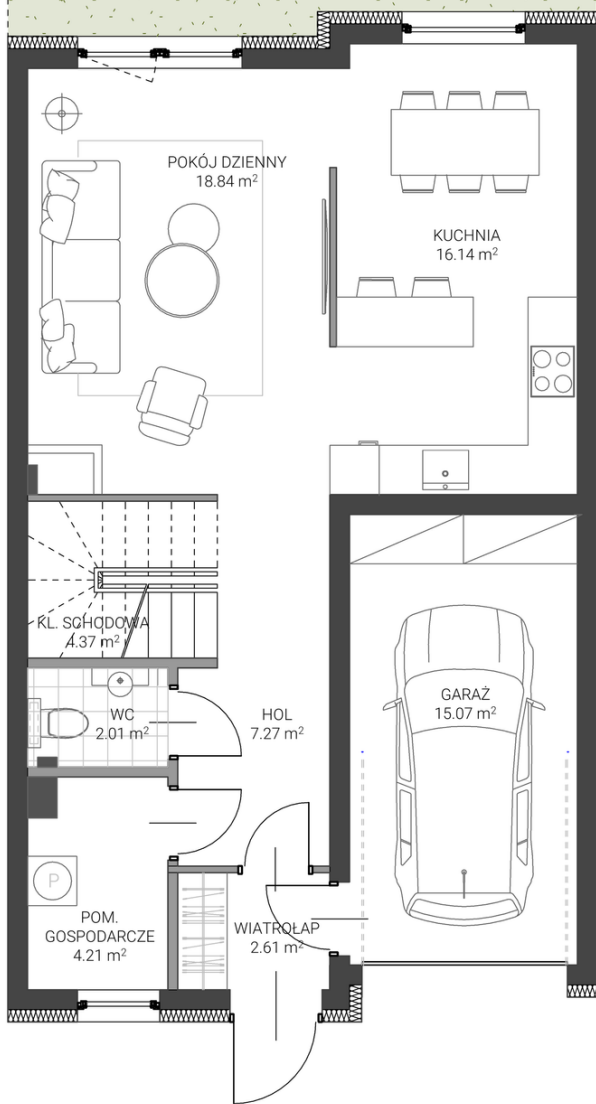 POKÓJ DZIENNY
18.84 m²
KUCHNIA
16.14 m²
KL. SCHODOWA
4.37 m²
WC
2.01 m²
HOL
7.27 m²
GARAŻ
15.07 m²
P
POM.
GOSPODARCZE
4.21 m²
WIATROŁAP
2.61 m²